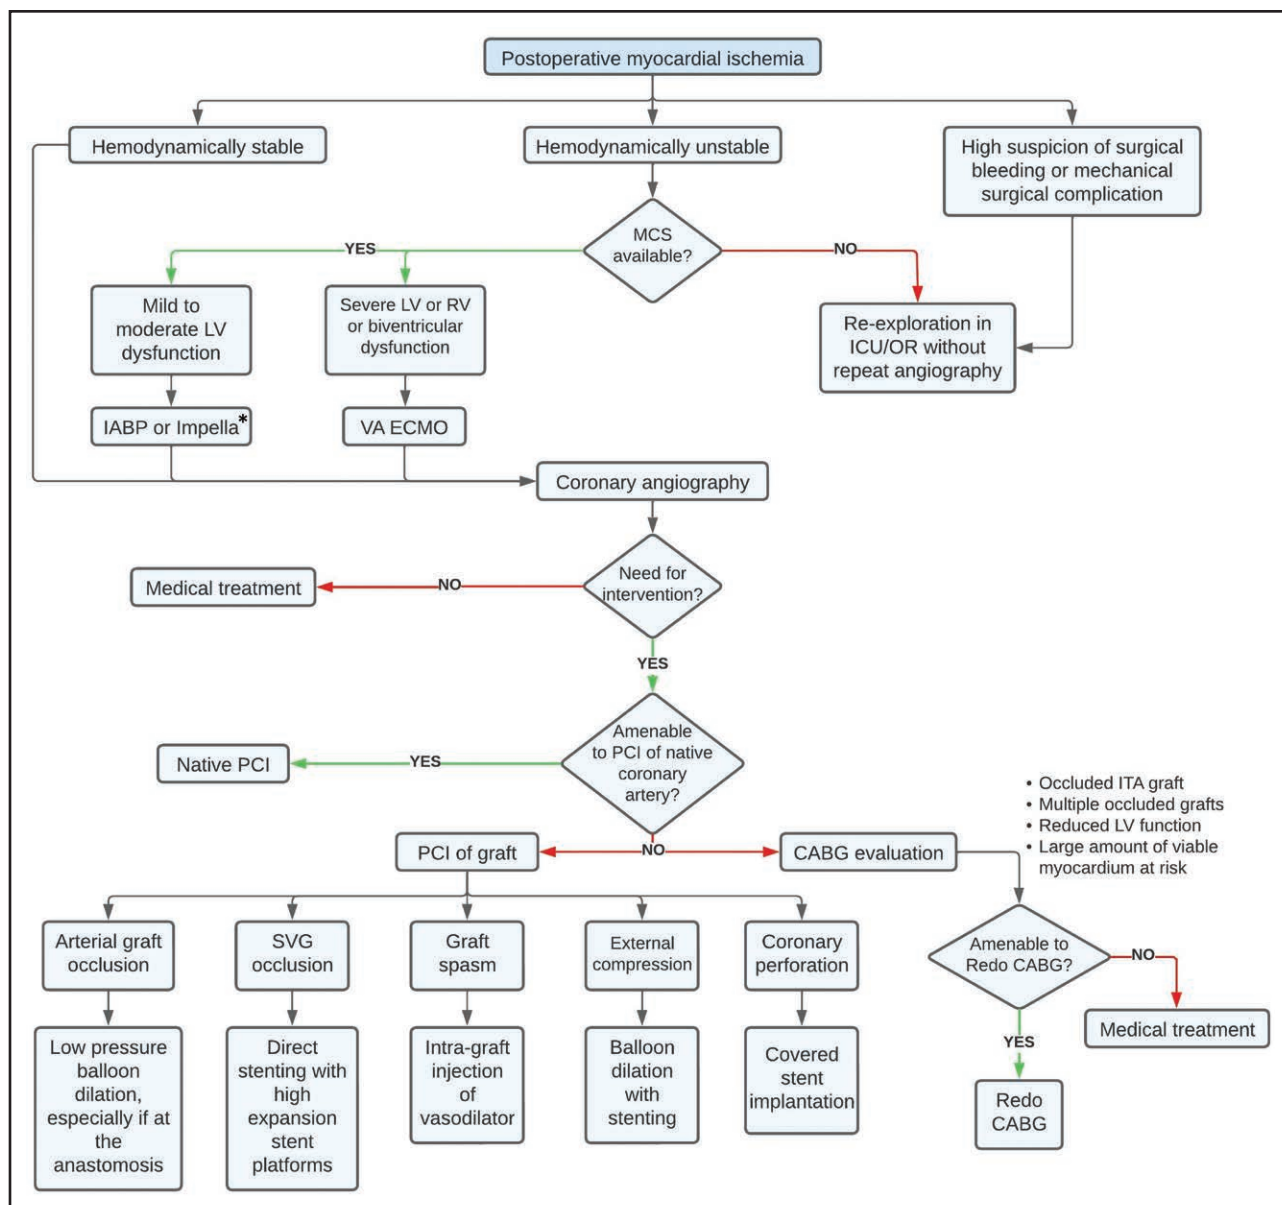 Postoperative myocardial ischemia
Hemodynamically stable
Hemodynamically unstable
High suspicion of surgical
bleeding or mechanical
surgical complication
MCS
available?
YES
NO
Mild to
moderate LV
dysfunction
Severe LV or RV
or biventricular
dysfunction
Re-exploration in
ICU/OR without
repeat angiography
IABP or Impella*
VA ECMO
Coronary angiography
Need for
intervention?
NO
Medical treatment
YES
Amenable
to PCI of native
coronary
artery?
YES
Native PCI
NO
PCI of graft
CABG evaluation
• Occluded ITA graft
• Multiple occluded grafts
• Reduced LV function
• Large amount of viable
myocardium at risk
Arterial graft
occlusion
SVG
occlusion
Graft
spasm
External
compression
Coronary
perforation
Amenable to
Redo CABG?
NO
Medical treatment
YES
Redo
CABG
Low pressure
balloon
dilation,
especially if at
the
anastomosis
Direct
stenting with
high
expansion
stent
platforms
Intra-graft
injection
of
vasodilator
Balloon
dilation
with
stenting
Covered
stent
implantation